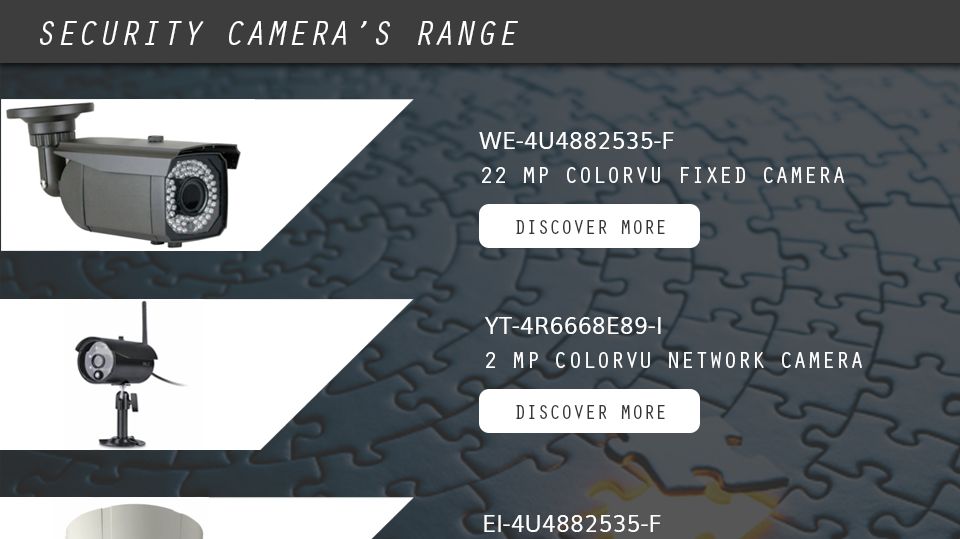 SECURITY CAMERA’S RANGE
WE-4U4882535-F
22 MP COLORVU FIXED CAMERA
DISCOVER MORE
YT-4R6668E89-I
2 MP COLORVU NETWORK CAMERA
DISCOVER MORE
EI-4U4882535-F